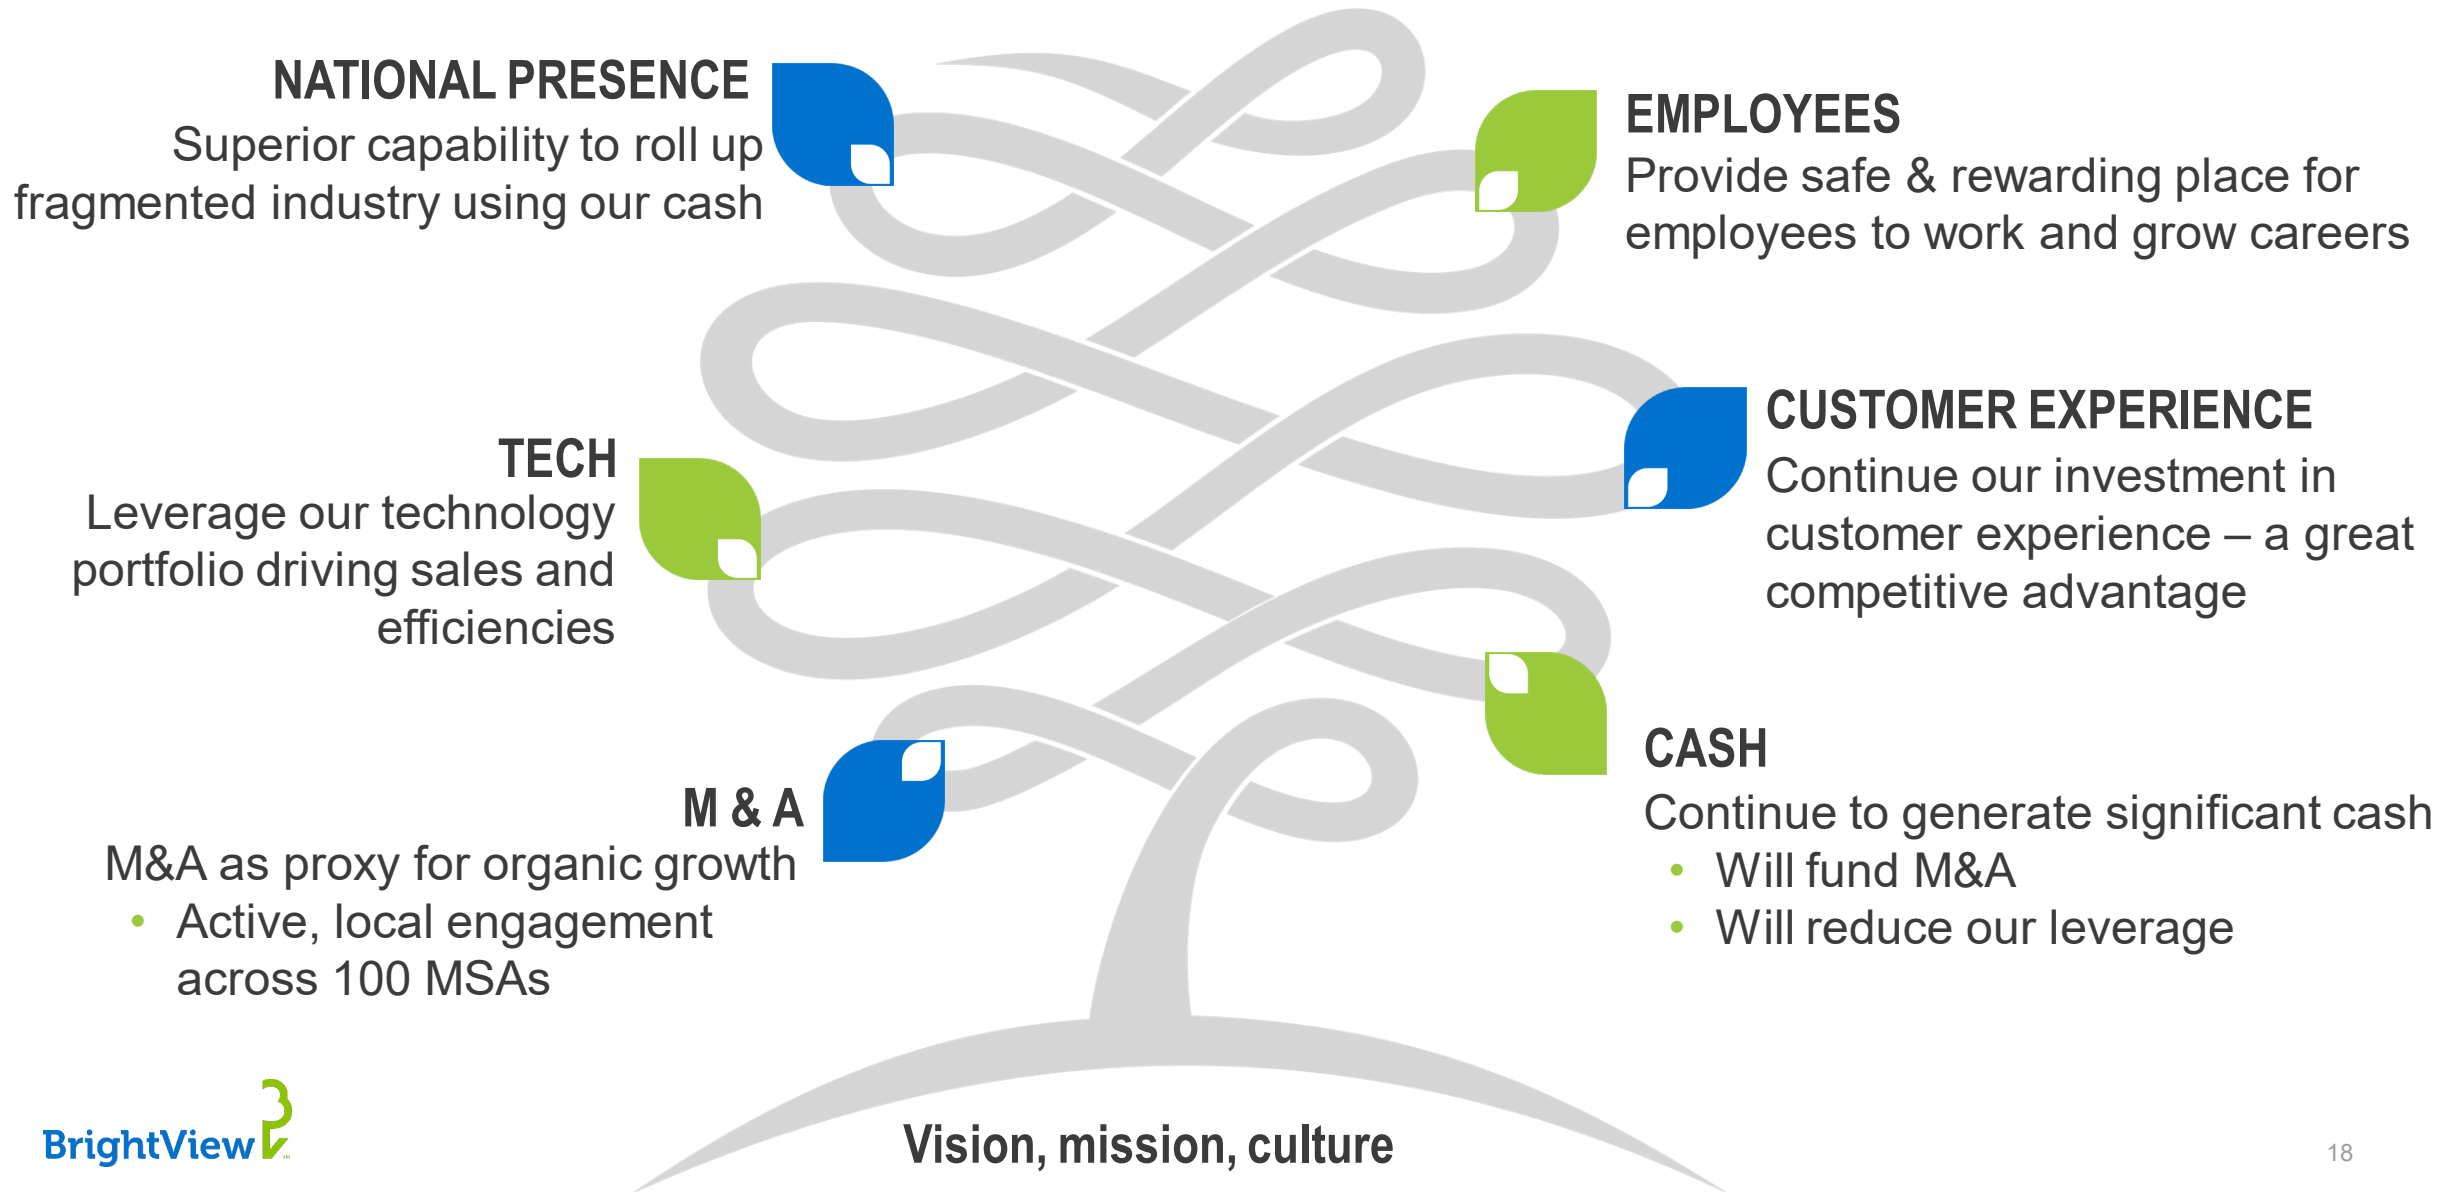 NATIONAL PRESENCE
Superior capability to roll up
fragmented industry using our cash
EMPLOYEES
Provide safe & rewarding place for
employees to work and grow careers
TECH
Leverage our technology
portfolio driving sales and
efficiencies
CUSTOMER EXPERIENCE
Continue our investment in
customer experience – a great
competitive advantage
M & A
M&A as proxy for organic growth
• Active, local engagement
across 100 MSAs
CASH
Continue to generate significant cash
• Will fund M&A
• Will reduce our leverage
Vision, mission, culture
BrightView
18